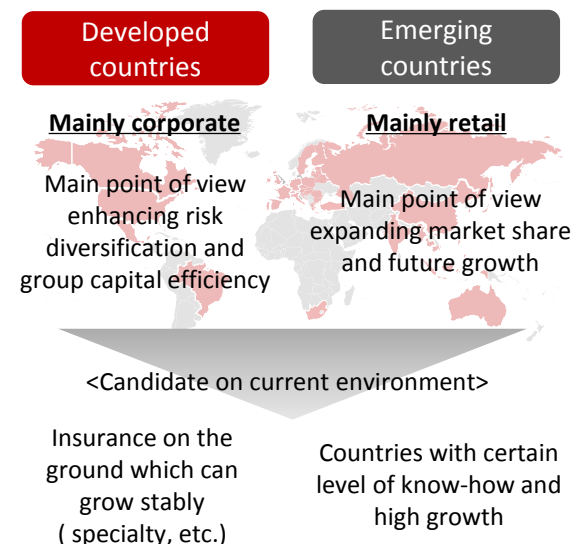 Developed
countries
Emerging
countries
Mainly corporate
Main point of view
enhancing risk
diversification and
group capital efficiency
Mainly retail
Main point of view
expanding market share
and future growth
<Candidate on current environment>
Insurance on the
ground which can
grow stably
( specialty, etc.)
Countries with certain
level of know-how and
high growth